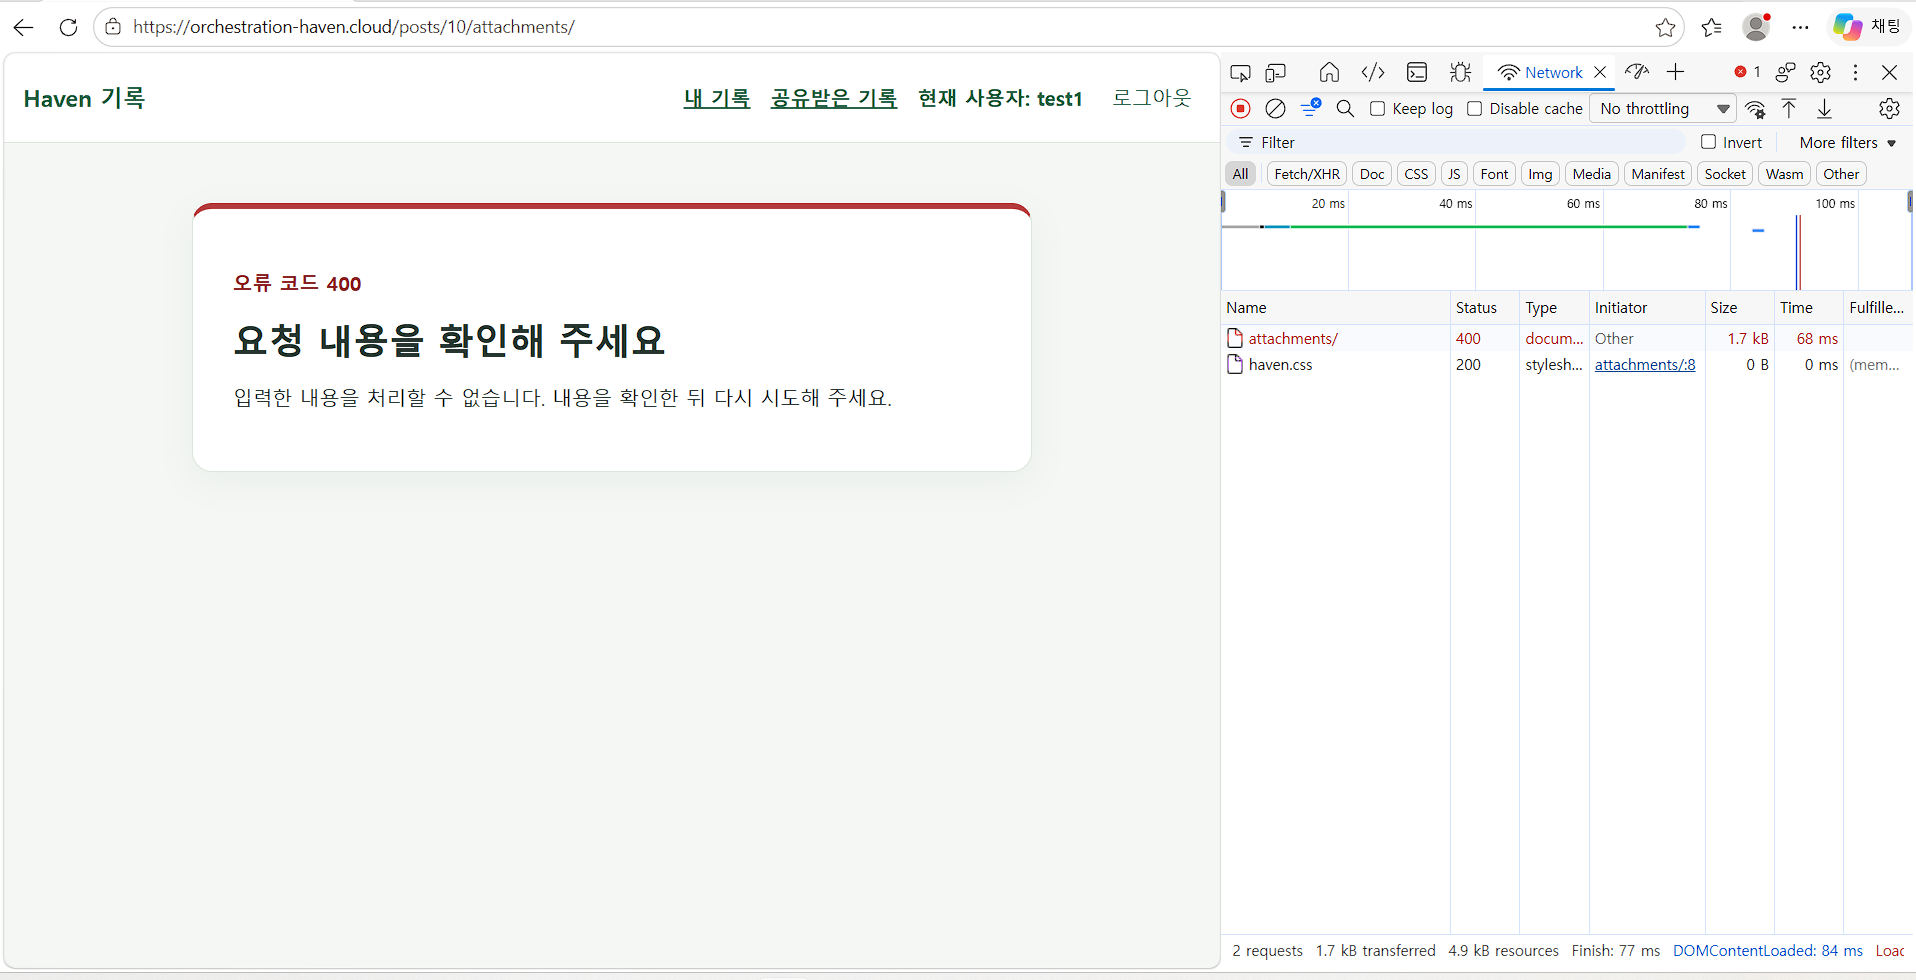 https://orchestration-haven.cloud/posts/10/attachments/
채팅
Haven 기록
내 기록 공유받은 기록 현재 사용자: test1 로그아웃
오류 코드 400
요청 내용을 확인해 주세요
입력한 내용을 처리할 수 없습니다. 내용을 확인한 뒤 다시 시도해 주세요.
Network 1
Keep log Disable cache No throttling
Filter Invert More filters
All Fetch/XHR Doc CSS JS Font Img Media Manifest Socket Wasm Other
20 ms 40 ms 60 ms 80 ms 100 ms
Name Status Type Initiator Size Time Fulfille...
attachments/ 400 docum... Other 1.7 kB 68 ms
haven.css 200 stylesh... attachments/:8 0 B 0 ms (mem...
2 requests 1.7 kB transferred 4.9 kB resources Finish: 77 ms DOMContentLoaded: 84 ms Loac